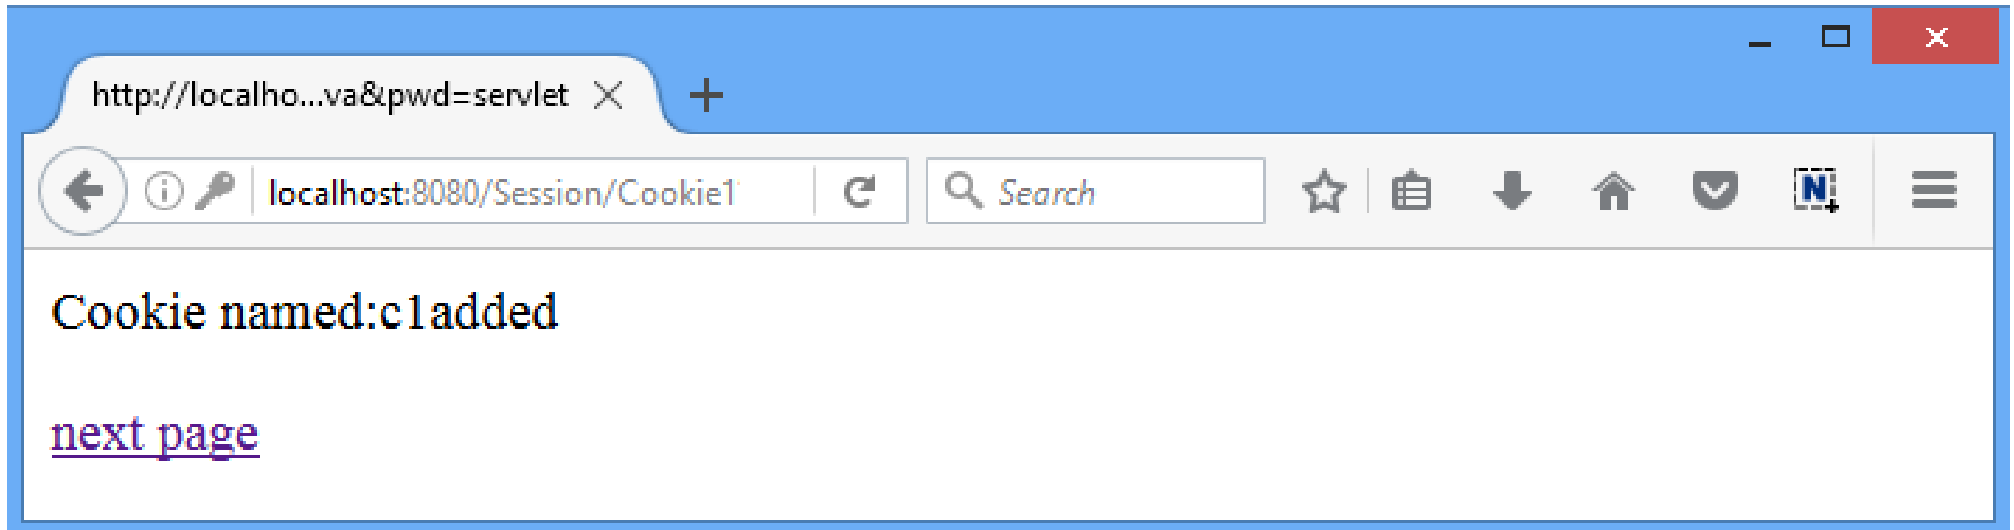 http://localho...va&pwd=servlet
localhost:8080/Session/Cookie1
Search
N
Cookie named:c1added
next page